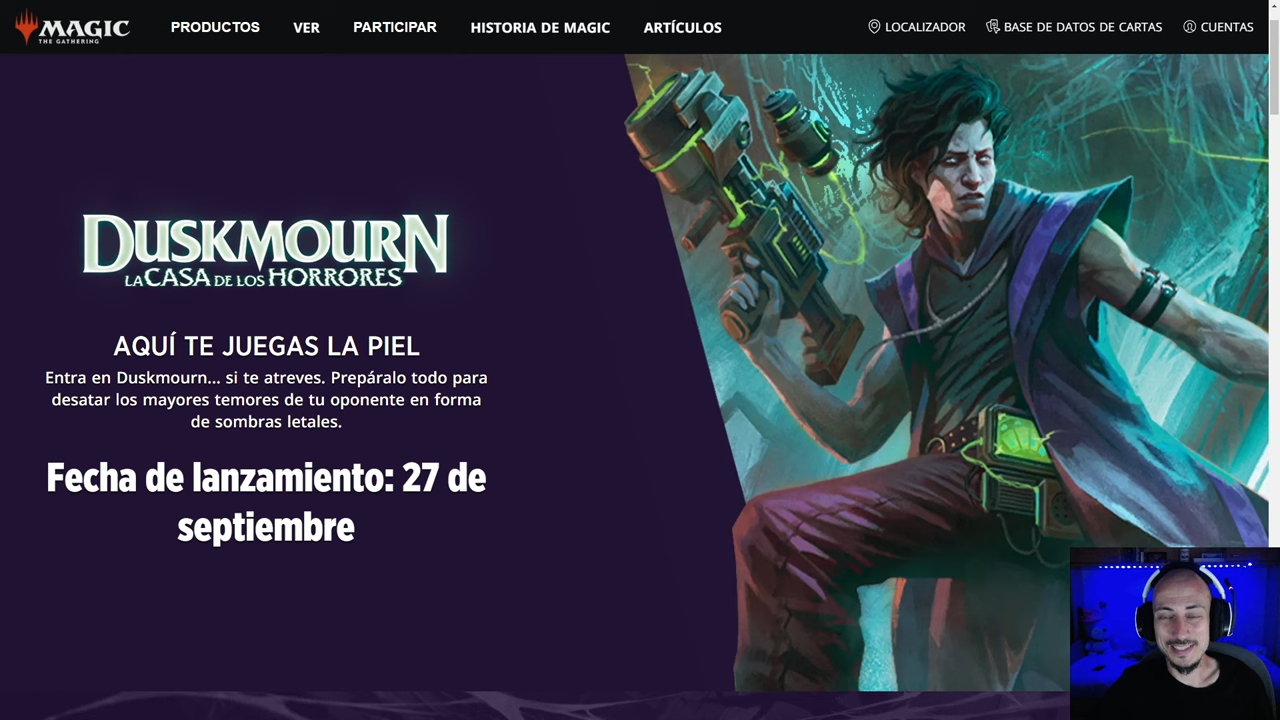 MAGIC
THE GATHERING
PRODUCTOS
VER
PARTICIPAR
HISTORIA DE MAGIC
ARTÍCULOS
LOCALIZADOR
BASE DE DATOS DE CARTAS
CUENTAS
DUSKMOURN
LA CASA DE LOS HORRORES
AQUÍ TE JUEGAS LA PIEL
Entra en Duskmourn... si te atreves. Prepáralo todo para
desatar los mayores temores de tu oponente en forma
de sombras letales.
Fecha de lanzamiento: 27 de
septiembre